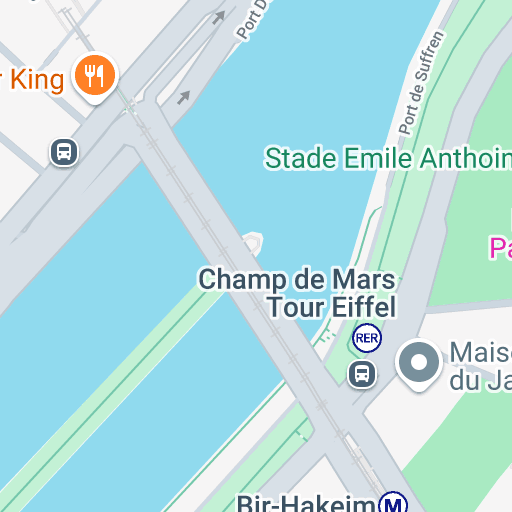 Port D
r King
Port de Suffren
Stade Emile Anthoin
Pa
Champ de Mars
Tour Eiffel
RER
Maiso
du Ja
Bir-Hakeim
M